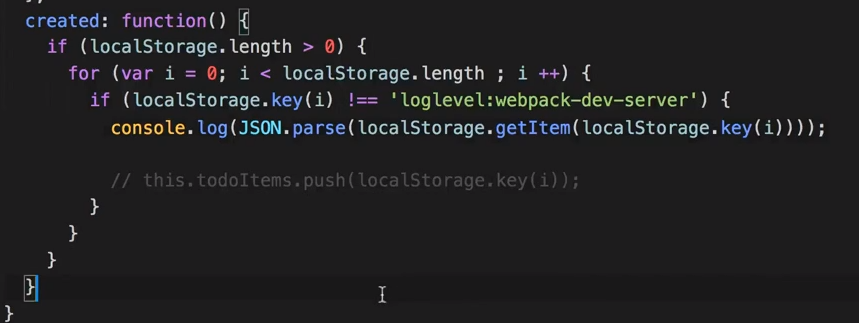 created: function() {
if (localStorage.length > 0) {
for (var i = 0; i < localStorage.length ; i ++) {
if (localStorage.key(i) !== 'loglevel:webpack-dev-server') {
console.log(JSON.parse(localStorage.getItem(localStorage.key(i))));
// this.todoItems.push(localStorage.key(i));
}
}
}
}
}